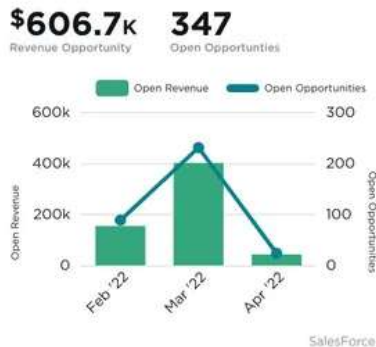 $606.7K 347
Revenue Opportunity Open Opportunties
Open Revenue Open Opportunities
600k 300
400k 200
200k 100
0 0
Open Revenue
Open Opportunities
Feb '22 Mar '22 Apr '22
SalesForce